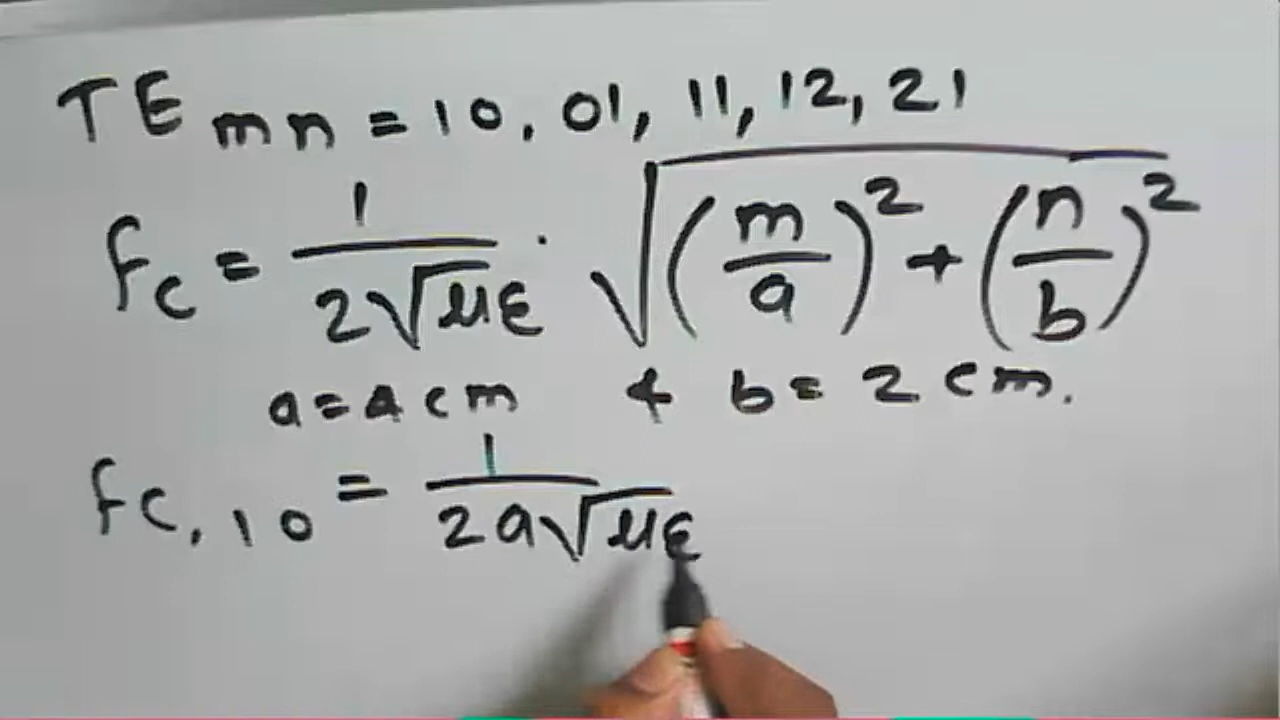 TE mn = 10, 01, 11, 12, 21
fc = 1/(2√με) · √((m/a)² + (n/b)²)
a = 4 cm & b = 2 cm.
fc, 10 = 1/(2a√με)